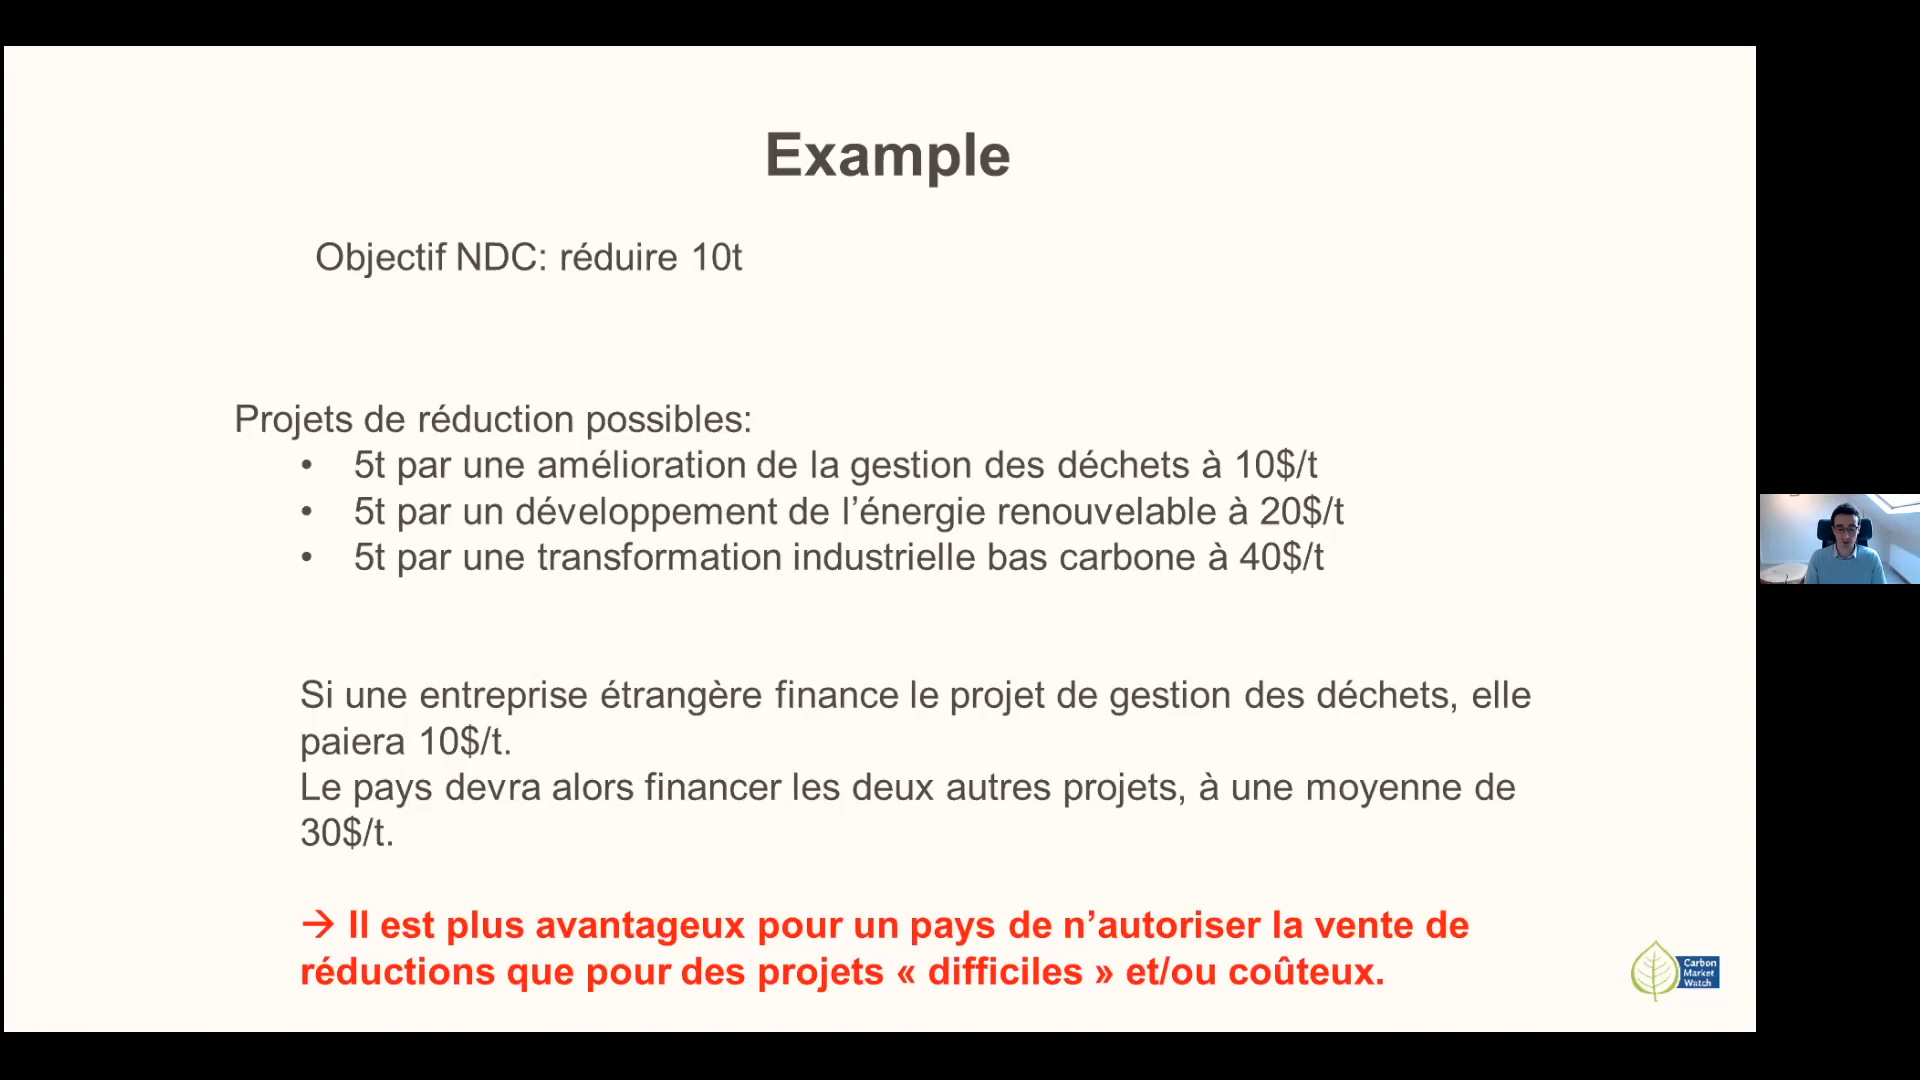 Example
Objectif NDC: réduire 10t
Projets de réduction possibles:
• 5t par une amélioration de la gestion des déchets à 10$/t
• 5t par un développement de l’énergie renouvelable à 20$/t
• 5t par une transformation industrielle bas carbone à 40$/t
Si une entreprise étrangère finance le projet de gestion des déchets, elle
paiera 10$/t.
Le pays devra alors financer les deux autres projets, à une moyenne de
30$/t.
→ Il est plus avantageux pour un pays de n’autoriser la vente de
réductions que pour des projets « difficiles » et/ou coûteux.
Carbon
Market
Watch